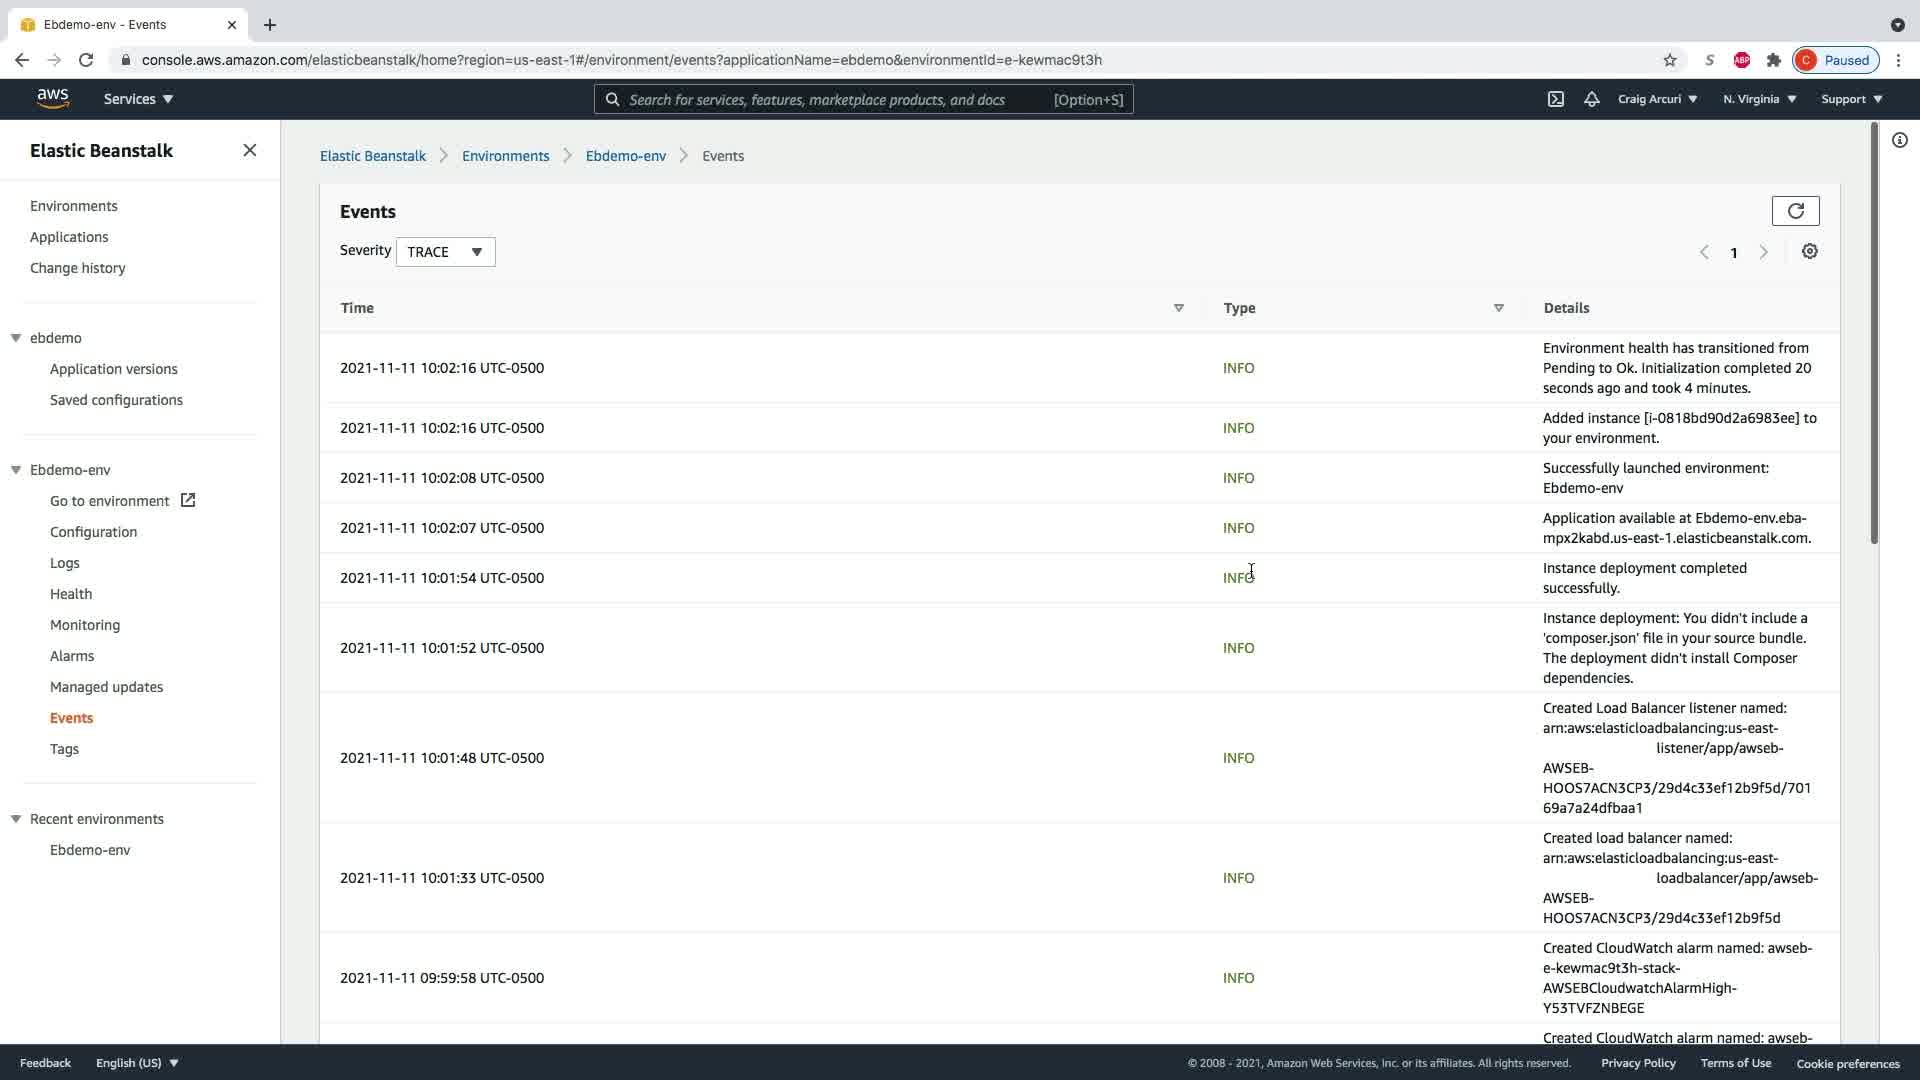 Ebdemo-env - Events
console.aws.amazon.com/elasticbeanstalk/home?region=us-east-1#/environment/events?applicationName=ebdemo&environmentId=e-kewmac9t3h
S
ABP
C
Paused
aws
Services
Search for services, features, marketplace products, and docs
[Option+S]
Craig Arcuri
N. Virginia
Support
Elastic Beanstalk
Environments
Applications
Change history
ebdemo
Application versions
Saved configurations
Ebdemo-env
Go to environment
Configuration
Logs
Health
Monitoring
Alarms
Managed updates
Events
Tags
Recent environments
Ebdemo-env
Elastic Beanstalk
Environments
Ebdemo-env
Events
Events
Severity
TRACE
1
Time
Type
Details
2021-11-11 10:02:16 UTC-0500
INFO
Environment health has transitioned from
Pending to Ok. Initialization completed 20
seconds ago and took 4 minutes.
2021-11-11 10:02:16 UTC-0500
INFO
Added instance [i-0818bd90d2a6983ee] to
your environment.
2021-11-11 10:02:08 UTC-0500
INFO
Successfully launched environment:
Ebdemo-env
2021-11-11 10:02:07 UTC-0500
INFO
Application available at Ebdemo-env.eba-
mpx2kabd.us-east-1.elasticbeanstalk.com.
2021-11-11 10:01:54 UTC-0500
INFO
Instance deployment completed
successfully.
2021-11-11 10:01:52 UTC-0500
INFO
Instance deployment: You didn't include a
'composer.json' file in your source bundle.
The deployment didn't install Composer
dependencies.
2021-11-11 10:01:48 UTC-0500
INFO
Created Load Balancer listener named:
arn:aws:elasticloadbalancing:us-east-
listener/app/awseb-
AWSEB-
HOOS7ACN3CP3/29d4c33ef12b9f5d/701
69a7a24dfbaa1
2021-11-11 10:01:33 UTC-0500
INFO
Created load balancer named:
arn:aws:elasticloadbalancing:us-east-
loadbalancer/app/awseb-
AWSEB-
HOOS7ACN3CP3/29d4c33ef12b9f5d
2021-11-11 09:59:58 UTC-0500
INFO
Created CloudWatch alarm named: awseb-
e-kewmac9t3h-stack-
AWSEBCloudwatchAlarmHigh-
Y53TVFZNBEGE
Created CloudWatch alarm named: awseb-
Feedback
English (US)
© 2008 - 2021, Amazon Web Services, Inc. or its affiliates. All rights reserved.
Privacy Policy
Terms of Use
Cookie preferences